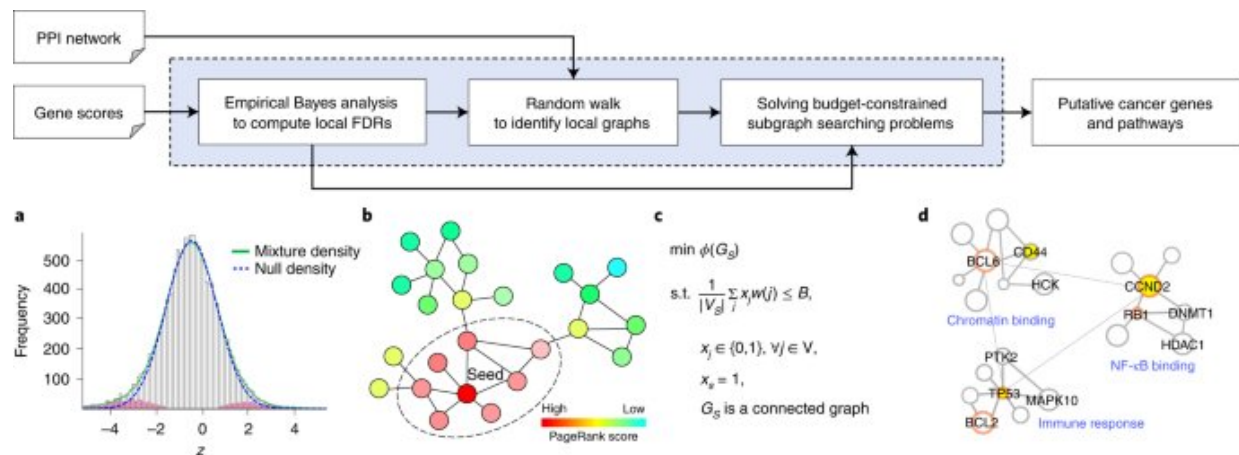 PPI network
Gene scores
Empirical Bayes analysis
to compute local FDRs
Random walk
to identify local graphs
Solving budget-constrained
subgraph searching problems
Putative cancer genes
and pathways
a
Mixture density
Null density
Frequency
500
400
300
200
100
−4
−2
0
2
4
z
b
Seed
High
Low
PageRank score
c
min ϕ(G_S)
s.t. 1/|V_S| ∑_j x_j w(j) ≤ B,
x_j ∈ {0,1}, ∀j ∈ V,
x_s = 1,
G_S is a connected graph
d
CD44
BCL6
HCK
Chromatin binding
CCND2
RB1
DNMT1
HDAC1
NF-κB binding
PTK2
TP53
MAPK10
BCL2
Immune response